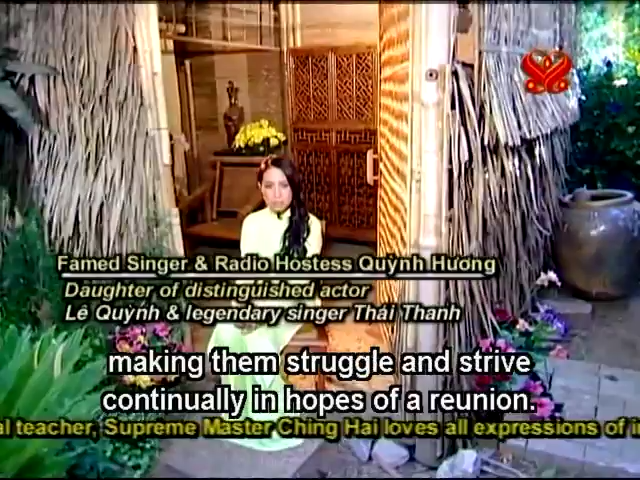 Famed Singer & Radio Hostess Quỳnh Hương
Daughter of distinguished actor
Lê Quỳnh & legendary singer Thái Thanh
making them struggle and strive
continually in hopes of a reunion.
teacher, Supreme Master Ching Hai loves all expressions of